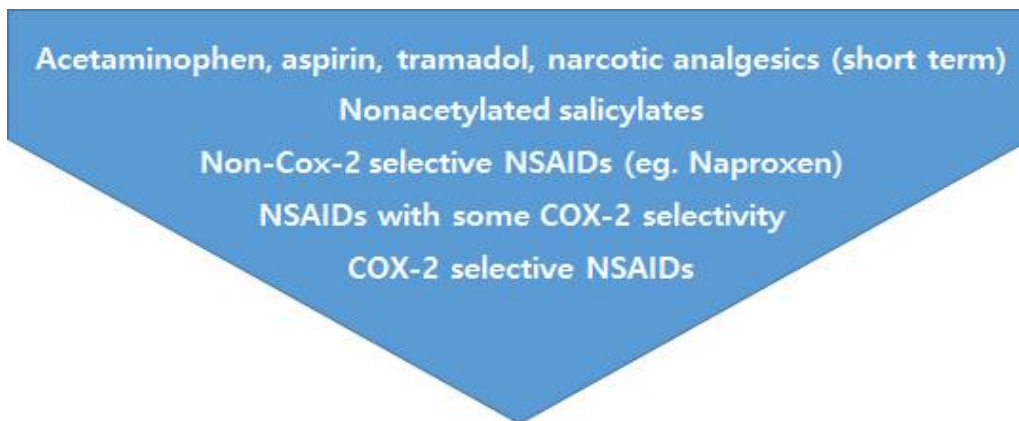 Acetaminophen, aspirin, tramadol, narcotic analgesics (short term)
Nonacetylated salicylates
Non-Cox-2 selective NSAIDs (eg. Naproxen)
NSAIDs with some COX-2 selectivity
COX-2 selective NSAIDs